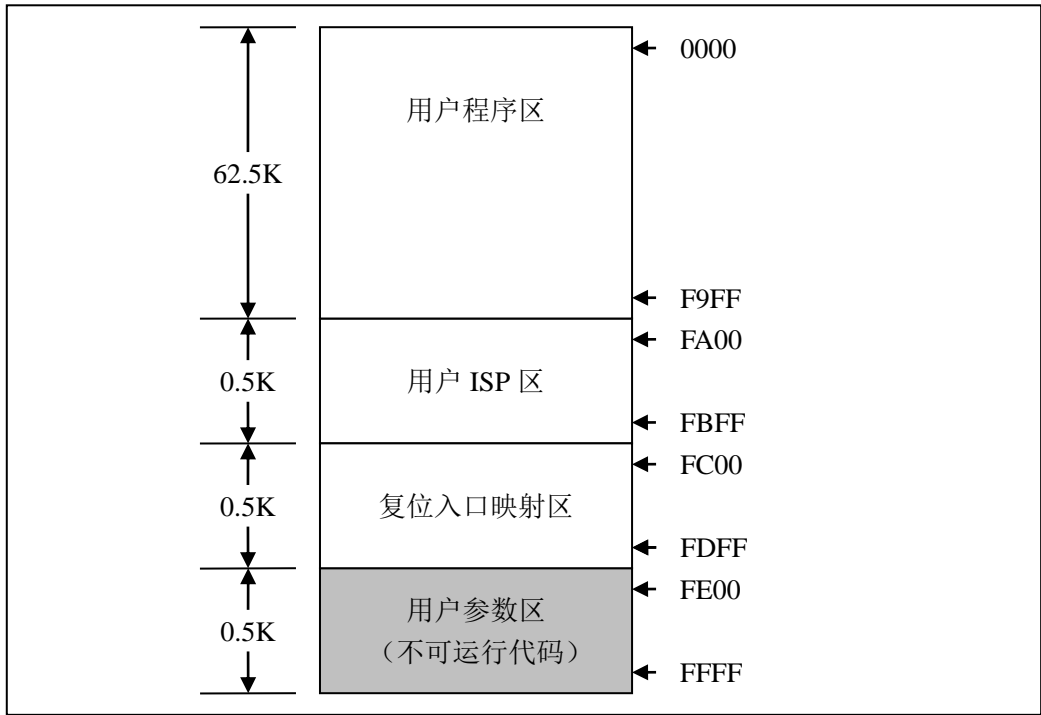 0000
用户程序区
62.5K
F9FF
FA00
用户 ISP 区
0.5K
FBFF
FC00
复位入口映射区
0.5K
FDFF
FE00
用户参数区
0.5K
（不可运行代码）
FFFF